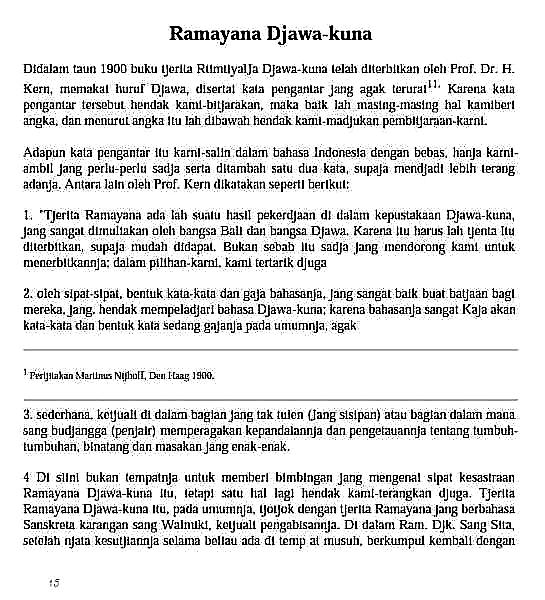 Ramayana Djawa-kuna
Didalam taun 1900 buku tjerita RtimtiyalJa Djawa-kuna telah diterbitkan oleh Prof. Dr. H.
Kern, memakai huruf Djawa, disertai kata pengantar jang agak terurai¹¹· Karena kata
pengantar tersebut hendak kami-bitjarakan, maka baik lah masing-masing hal kamiberi
angka, dan menurut angka itu lah dibawah hendak kami-madjukan pembitjaraan-kami.
Adapun kata pengantar itu kami-salin dalam bahasa Indonesia dengan bebas, hanja kami-
ambil jang perlu-perlu sadja serta ditambah satu dua kata, supaja mendjadi lebih terang
adanja. Antara lain oleh Prof. Kern dikatakan seperti berikut:
1. "Tjerita Ramayana ada lah suatu hasil pekerdjaan di dalam kepustakaan Djawa-kuna,
jang sangat dimuliakan oleh bangsa Bali dan bangsa Djawa. Karena itu harus lah tjenta itu
diterbitkan, supaja mudah didapat. Bukan sebab itu sadja jang mendorong kami untuk
menerbitkannja; dalam pilihan-kami, kami tertarik djuga
2. oleh sipat-sipat, bentuk kata-kata dan gaja bahasanja, jang sangat baik buat batjaan bagi
mereka, jang, hendak mempeladjari bahasa Djawa-kuna; karena bahasanja sangat Kaja akan
kata-kata dan bentuk kata sedang gajanja pada umumnja, agak
¹ Perijitakan Martinus Nijhoff, Den Haag 1900.
3. sederhana, ketjuali di dalam bagian jang tak tulen (jang sisipan) atau bagian dalam mana
sang budjangga (penjair) memperagakan kepandaiannja dan pengetauannja tentang tumbuh-
tumbuhan, binatang dan masakan jang enak-enak.
4 Di siini bukan tempatnja untuk memberi bimbingan jang mengenai sipat kesastraan
Ramayana Djawa-kuna itu, tetapi satu hal lagi hendak kami-terangkan djuga. Tjerita
Ramayana Djawa-kuna itu, pada umumnja, tjotjok dengan tjerita Ramayana jang berbahasa
Sanskreta karangan sang Walmiki, ketjuali pengabisannja. Di dalam Ram. Djk. Sang Sita,
setelah njata kesutjiannja selama beliau ada di temp at musuh, berkumpul kembali dengan
15